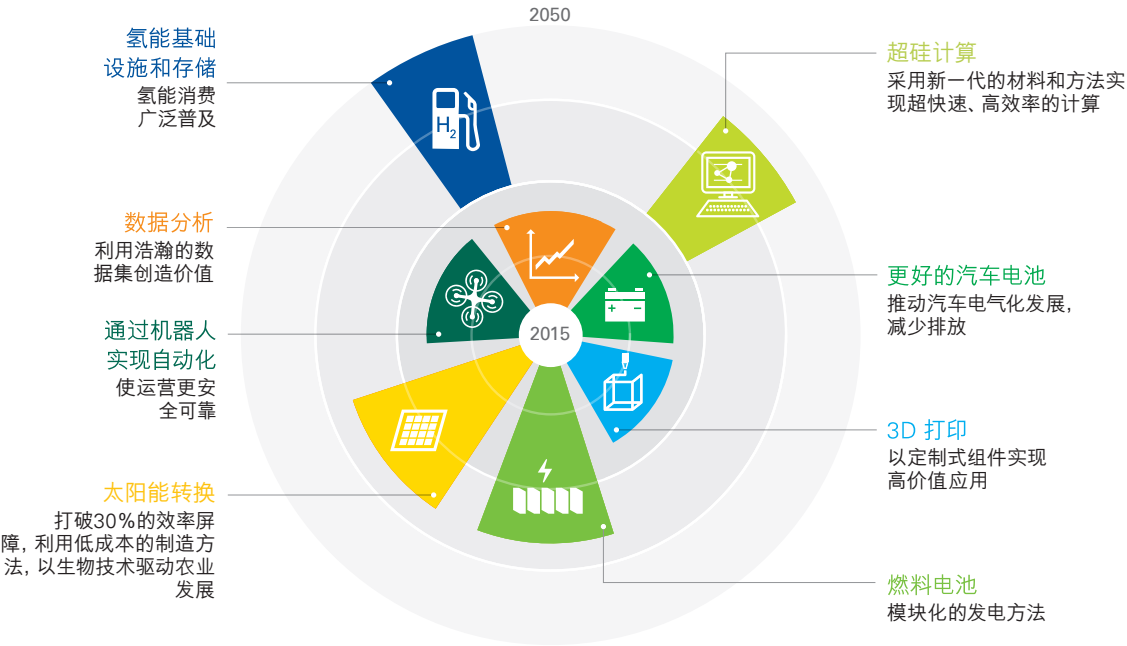 2050
氢能基础
设施和存储
氢能消费
广泛普及
H2
数据分析
利用浩瀚的数
据集创造价值
通过机器人
实现自动化
使运营更安
全可靠
太阳能转换
打破30%的效率屏
障，利用低成本的制造方
法，以生物技术驱动农业
发展
2015
+ −
超硅计算
采用新一代的材料和方法实
现超快速、高效率的计算
更好的汽车电池
推动汽车电气化发展，
减少排放
3D 打印
以定制式组件实现
高价值应用
燃料电池
模块化的发电方法